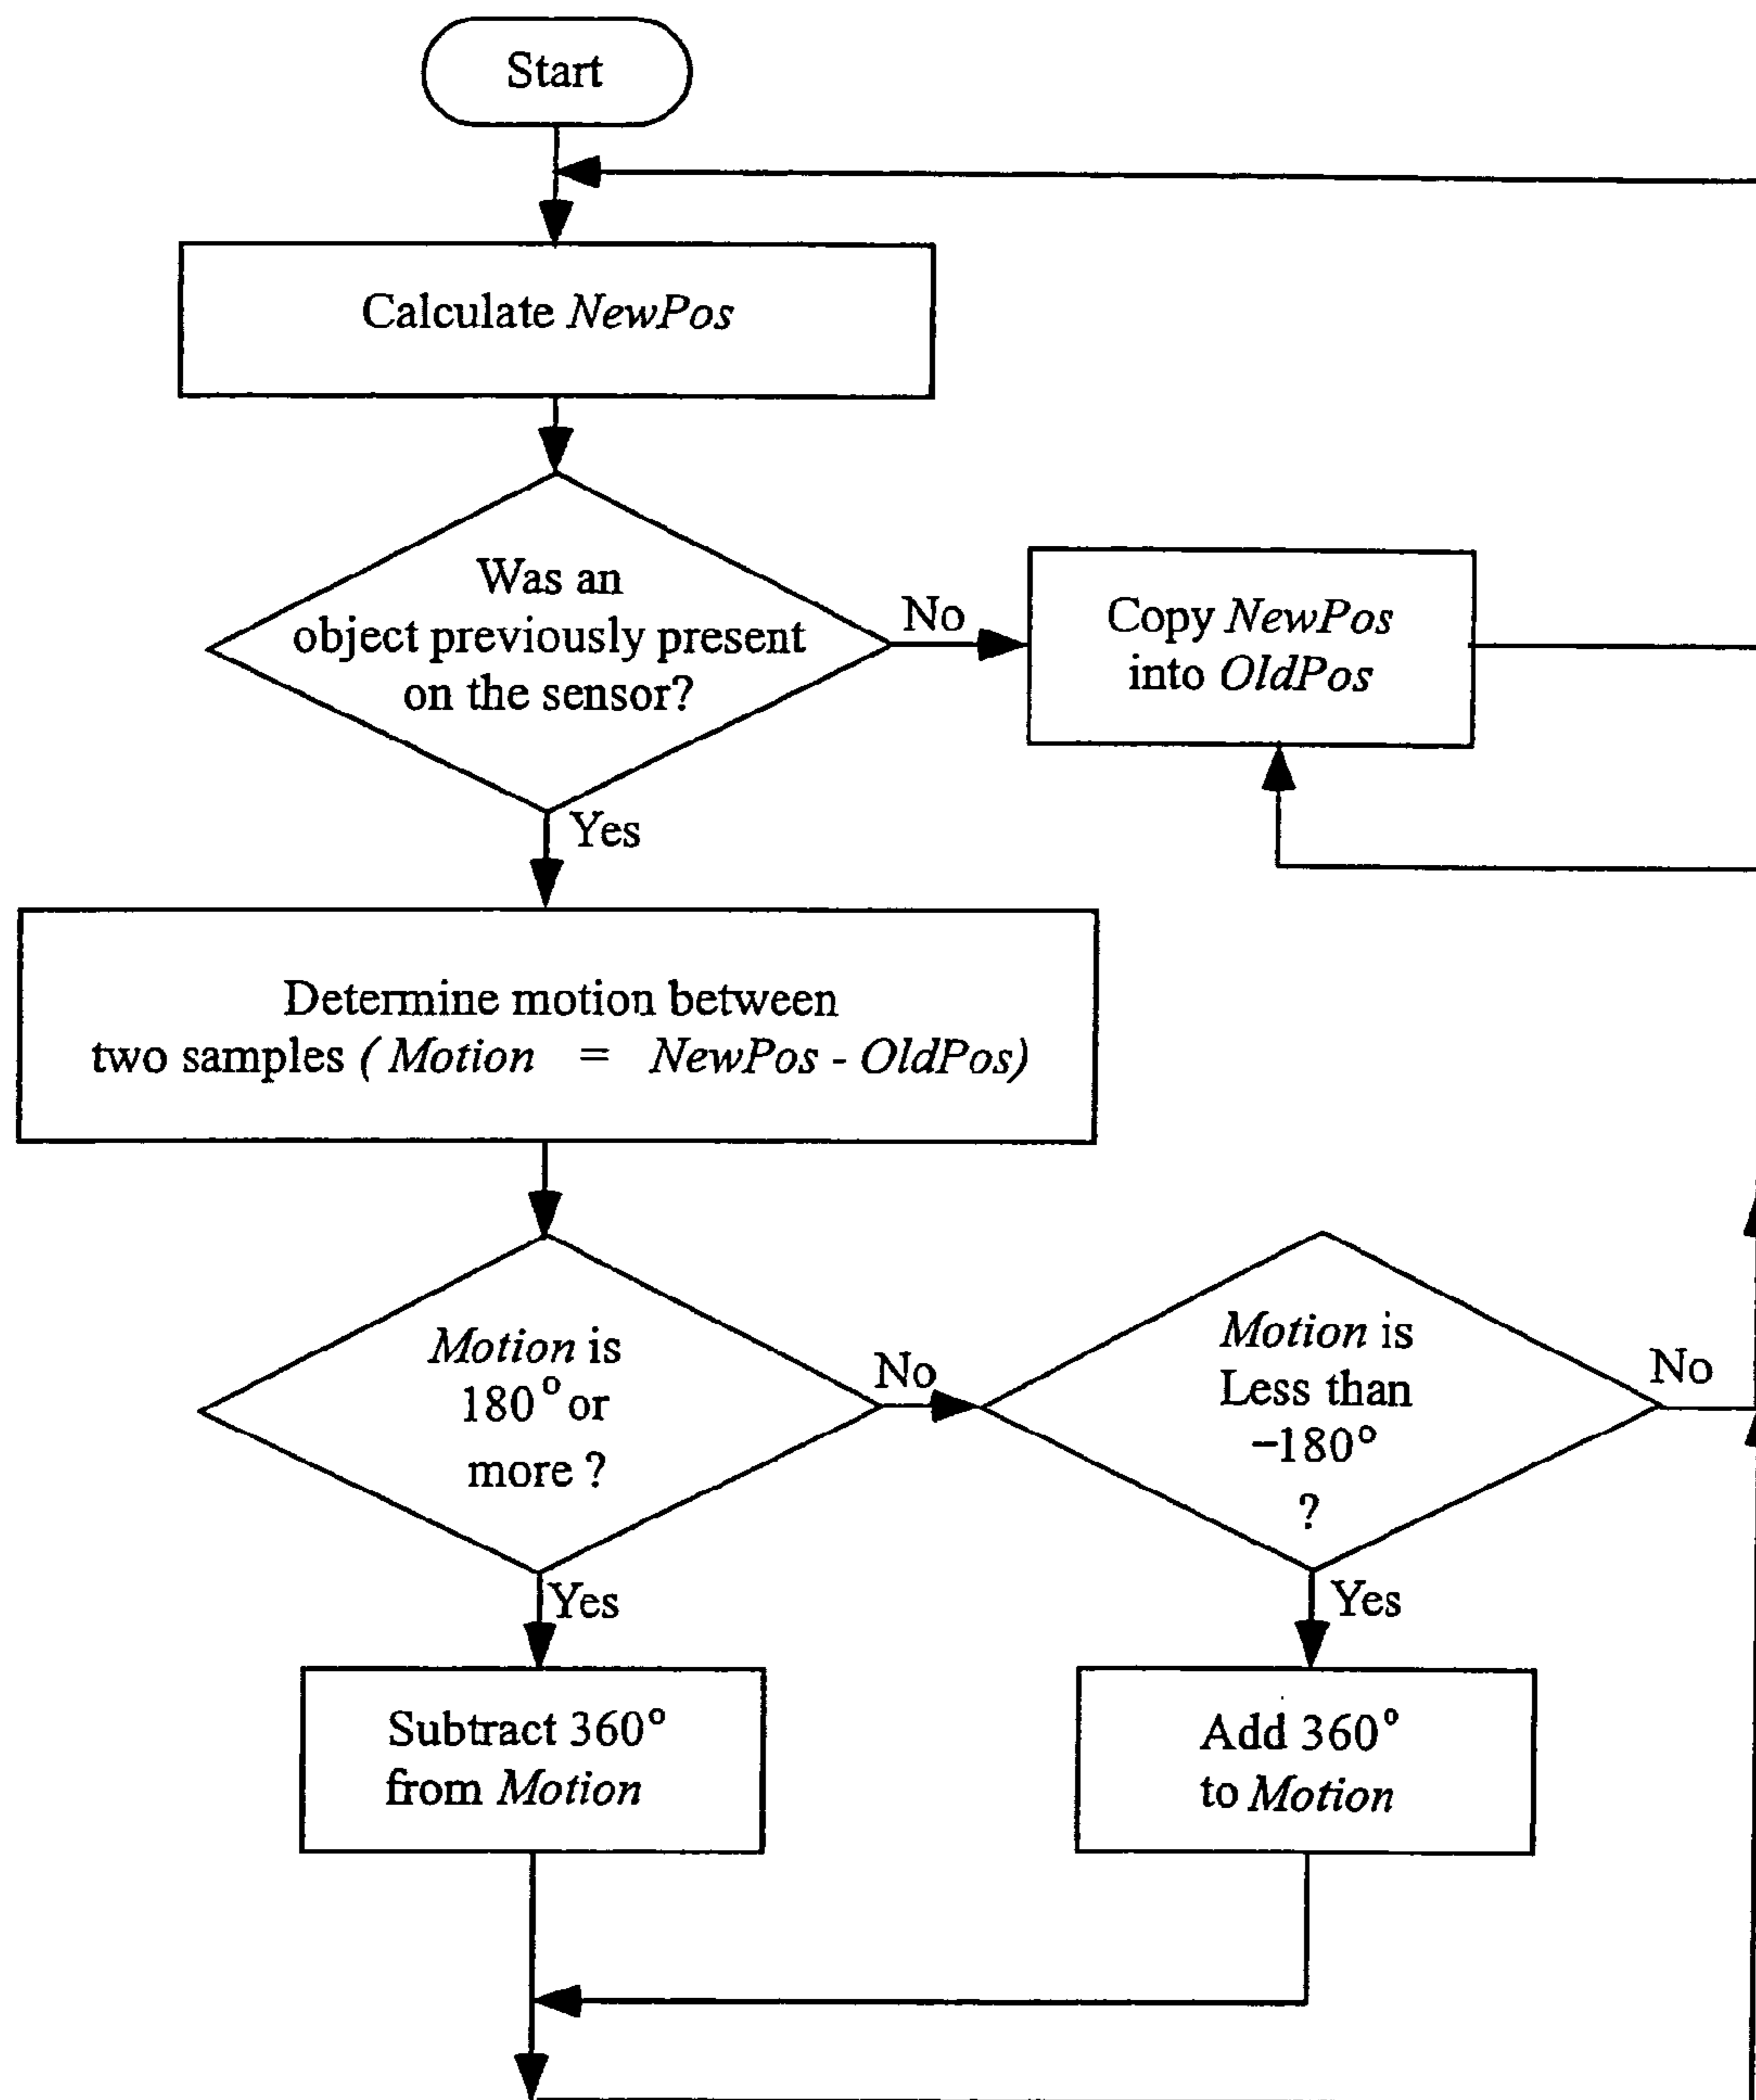 Start
Calculate NewPos
Was an
object previously present
on the sensor?
No
Copy NewPos
into OldPos
Yes
Determine motion between
two samples ( Motion = NewPos - OldPos)
Motion is
180° or
more ?
No
Motion is
Less than
–180°
?
No
Yes
Yes
Subtract 360°
from Motion
Add 360°
to Motion